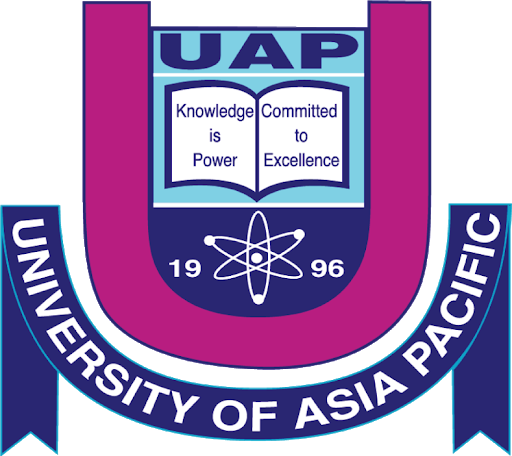 UAP
Knowledge
is
Power
Committed
to
Excellence
19 96
UNIVERSITY OF ASIA PACIFIC